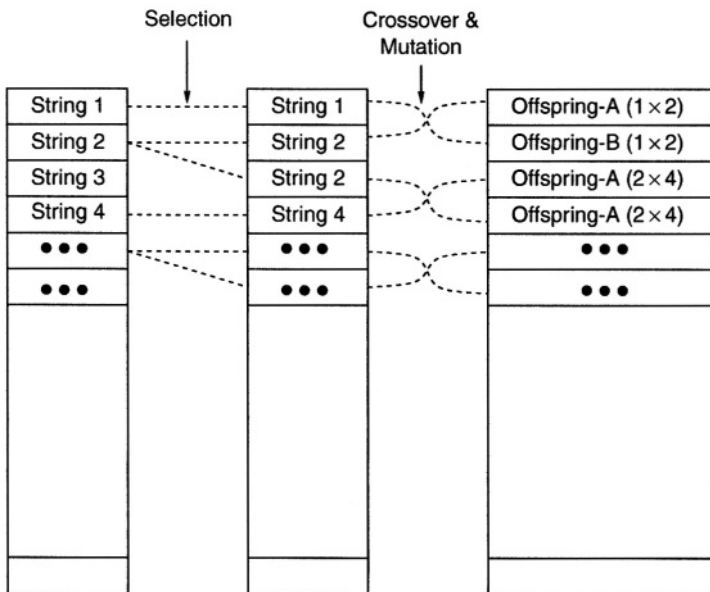 Selection
Crossover &
Mutation
String 1
String 1
Offspring-A (1×2)
String 2
String 2
Offspring-B (1×2)
String 3
String 2
Offspring-A (2×4)
String 4
String 4
Offspring-A (2×4)
●●●
●●●
●●●
●●●
●●●
●●●